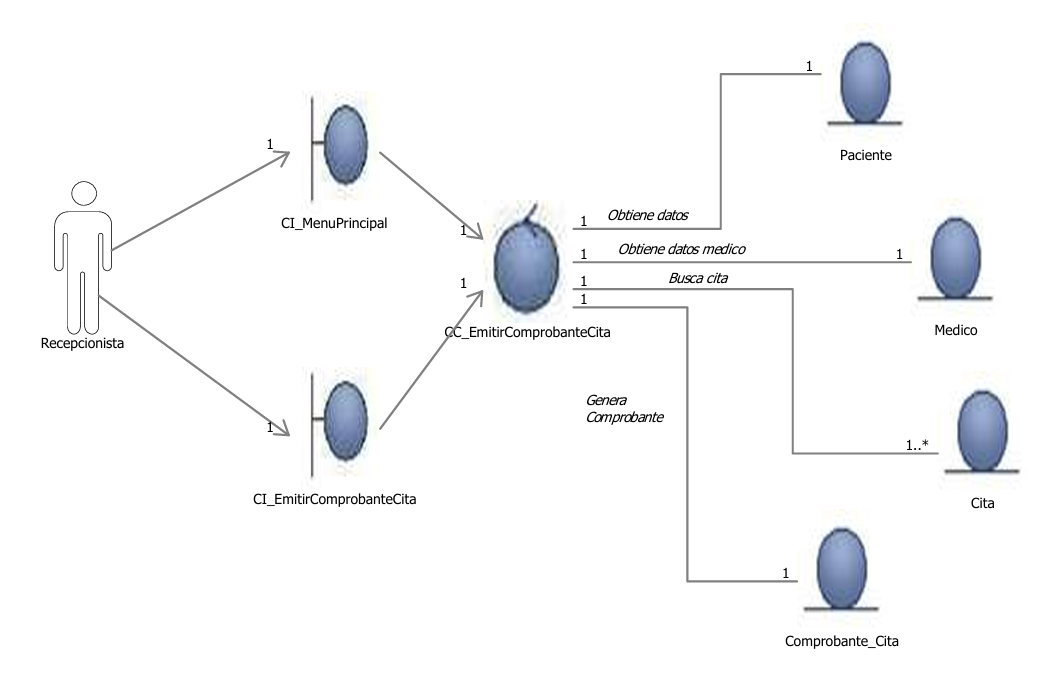 1
Paciente
1
CI_MenuPrincipal
1
1
Obtiene datos
1
Obtiene datos medico
1
Medico
1
Busca cita
1
1
CC_EmitirComprobanteCita
Recepcionista
Genera
Comprobante
1
CI_EmitirComprobanteCita
1..*
Cita
1
Comprobante_Cita